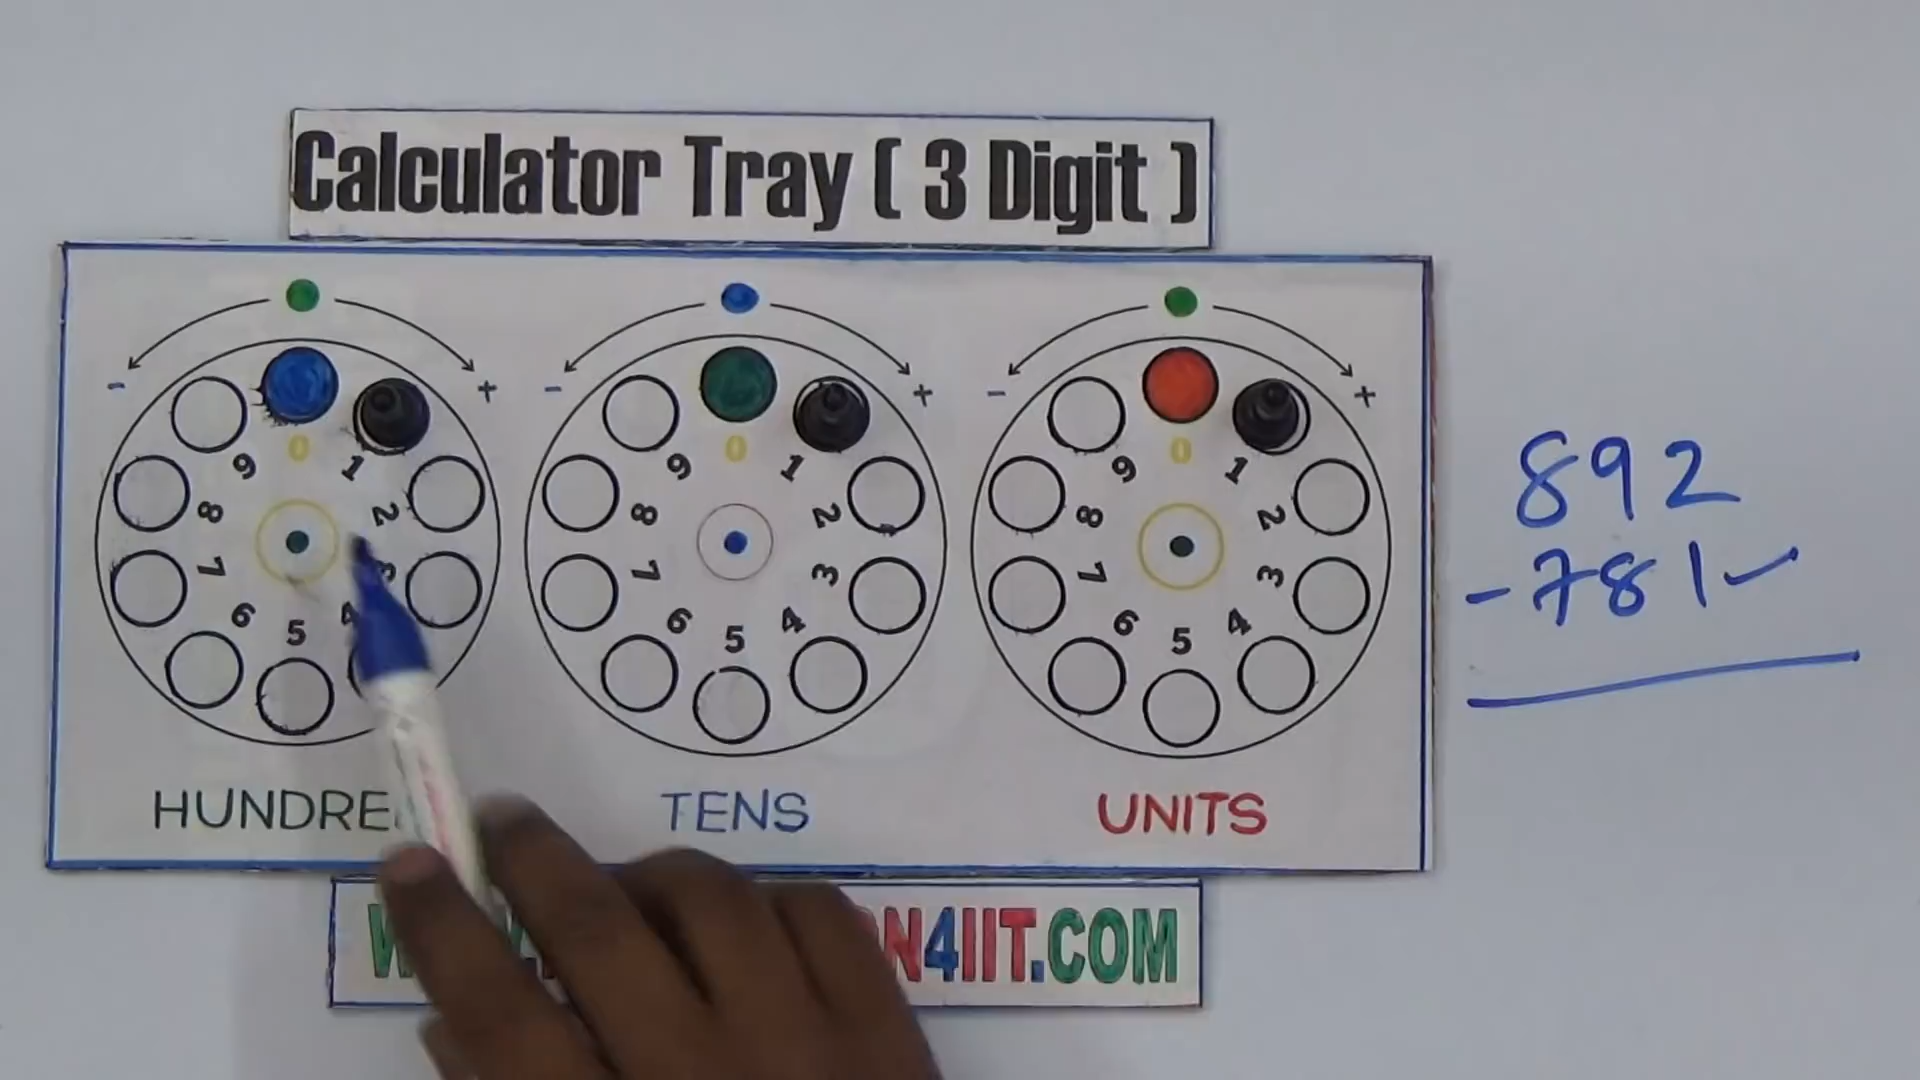 Calculator Tray ( 3 Digit )
- + - + - +
0 1 2 3 4 5 6 7 8 9
0 1 2 3 4 5 6 7 8 9
0 1 2 3 4 5 6 7 8 9
TENS
UNITS
892
-781
4IIT.COM